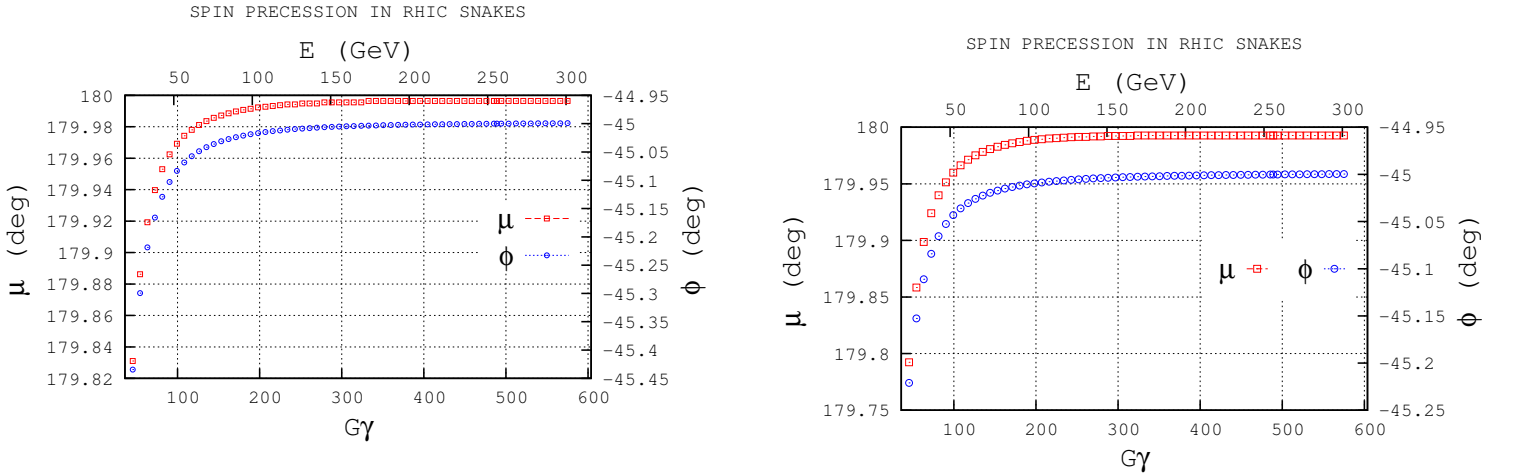 SPIN PRECESSION IN RHIC SNAKES
E (GeV)
50 100 150 200 250 300
180
179.98
179.96
179.94
179.92
179.9
179.88
179.86
179.84
179.82
μ (deg)
-44.95
-45
-45.05
-45.1
-45.15
-45.2
-45.25
-45.3
-45.35
-45.4
-45.45
ϕ (deg)
μ
ϕ
100 200 300 400 500 600
Gγ
SPIN PRECESSION IN RHIC SNAKES
E (GeV)
50 100 150 200 250 300
180
179.95
179.9
179.85
179.8
179.75
μ (deg)
-44.95
-45
-45.05
-45.1
-45.15
-45.2
-45.25
ϕ (deg)
μ ϕ
100 200 300 400 500 600
Gγ